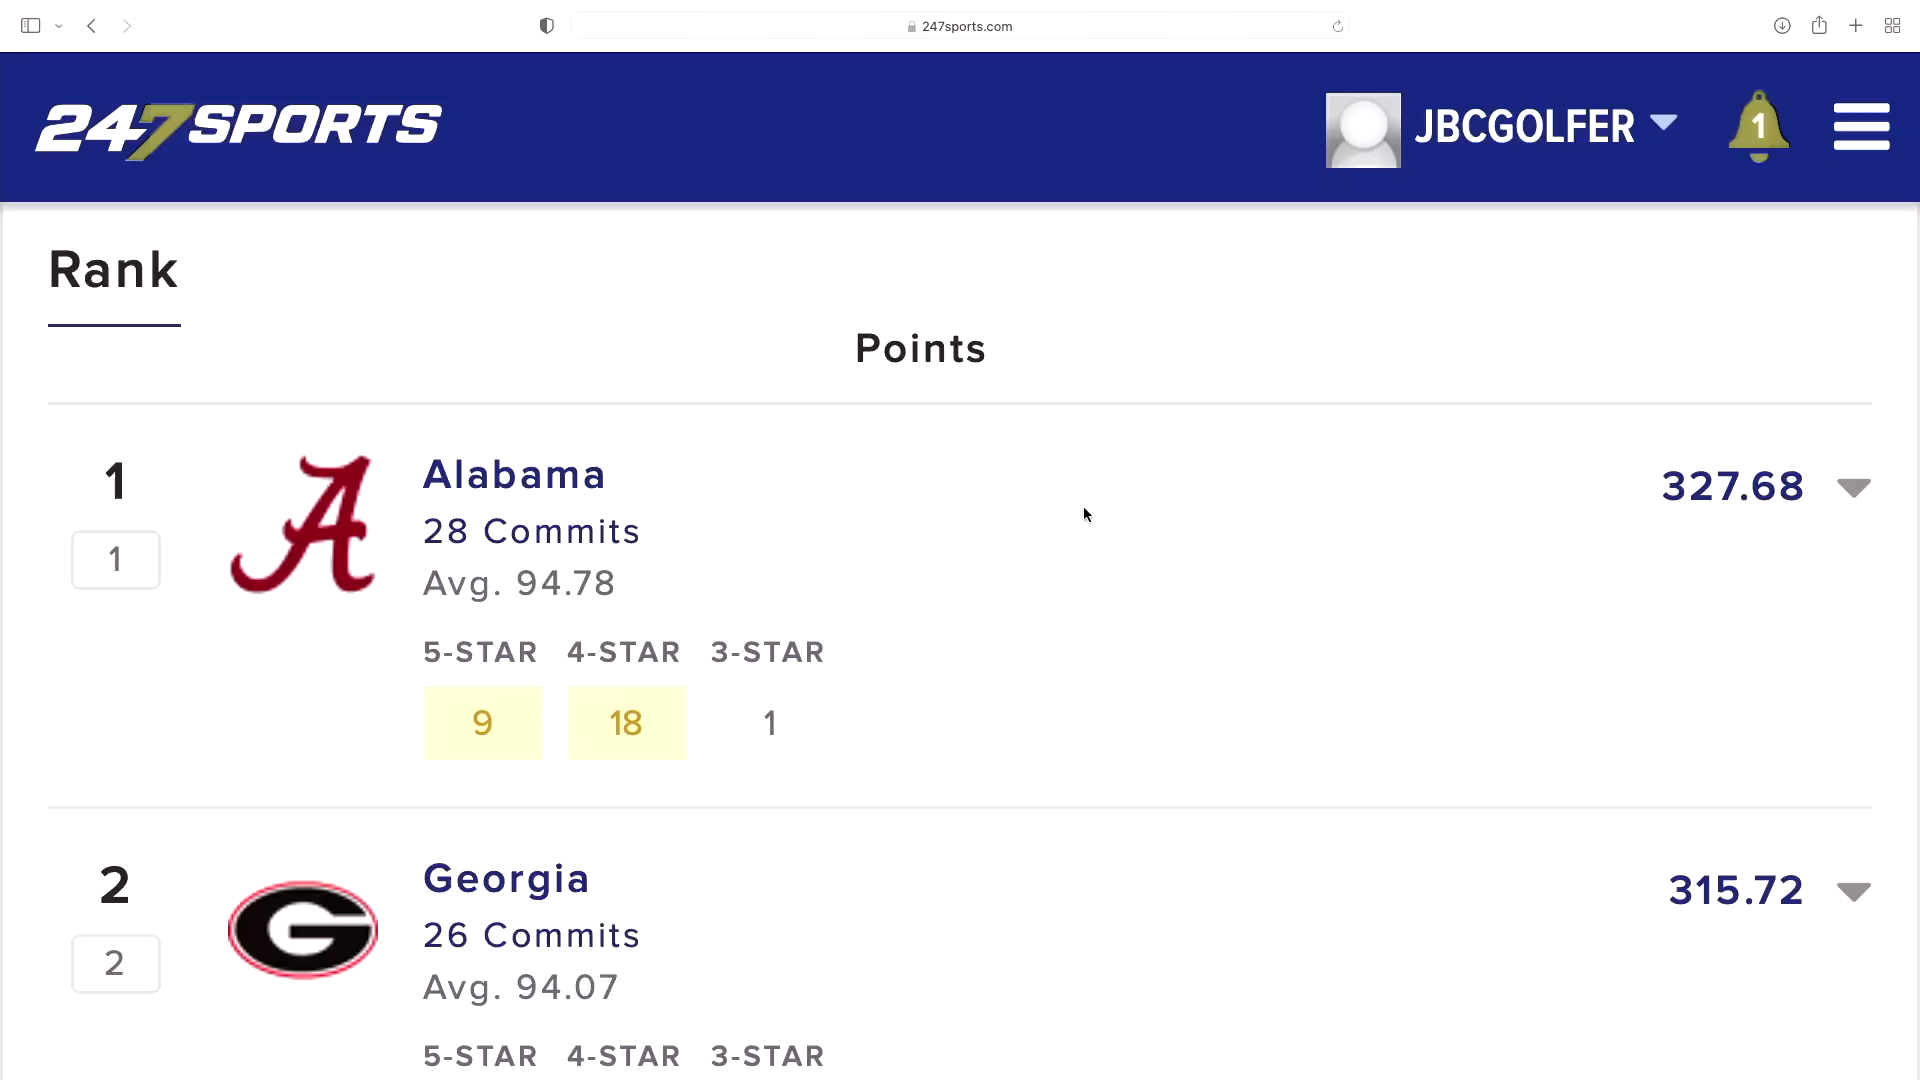 247sports.com
247SPORTS
JBCGOLFER
1
Rank
Points
1
1
Alabama
28 Commits
Avg. 94.78
327.68
5-STAR 4-STAR 3-STAR
9 18 1
2
2
Georgia
26 Commits
Avg. 94.07
315.72
5-STAR 4-STAR 3-STAR